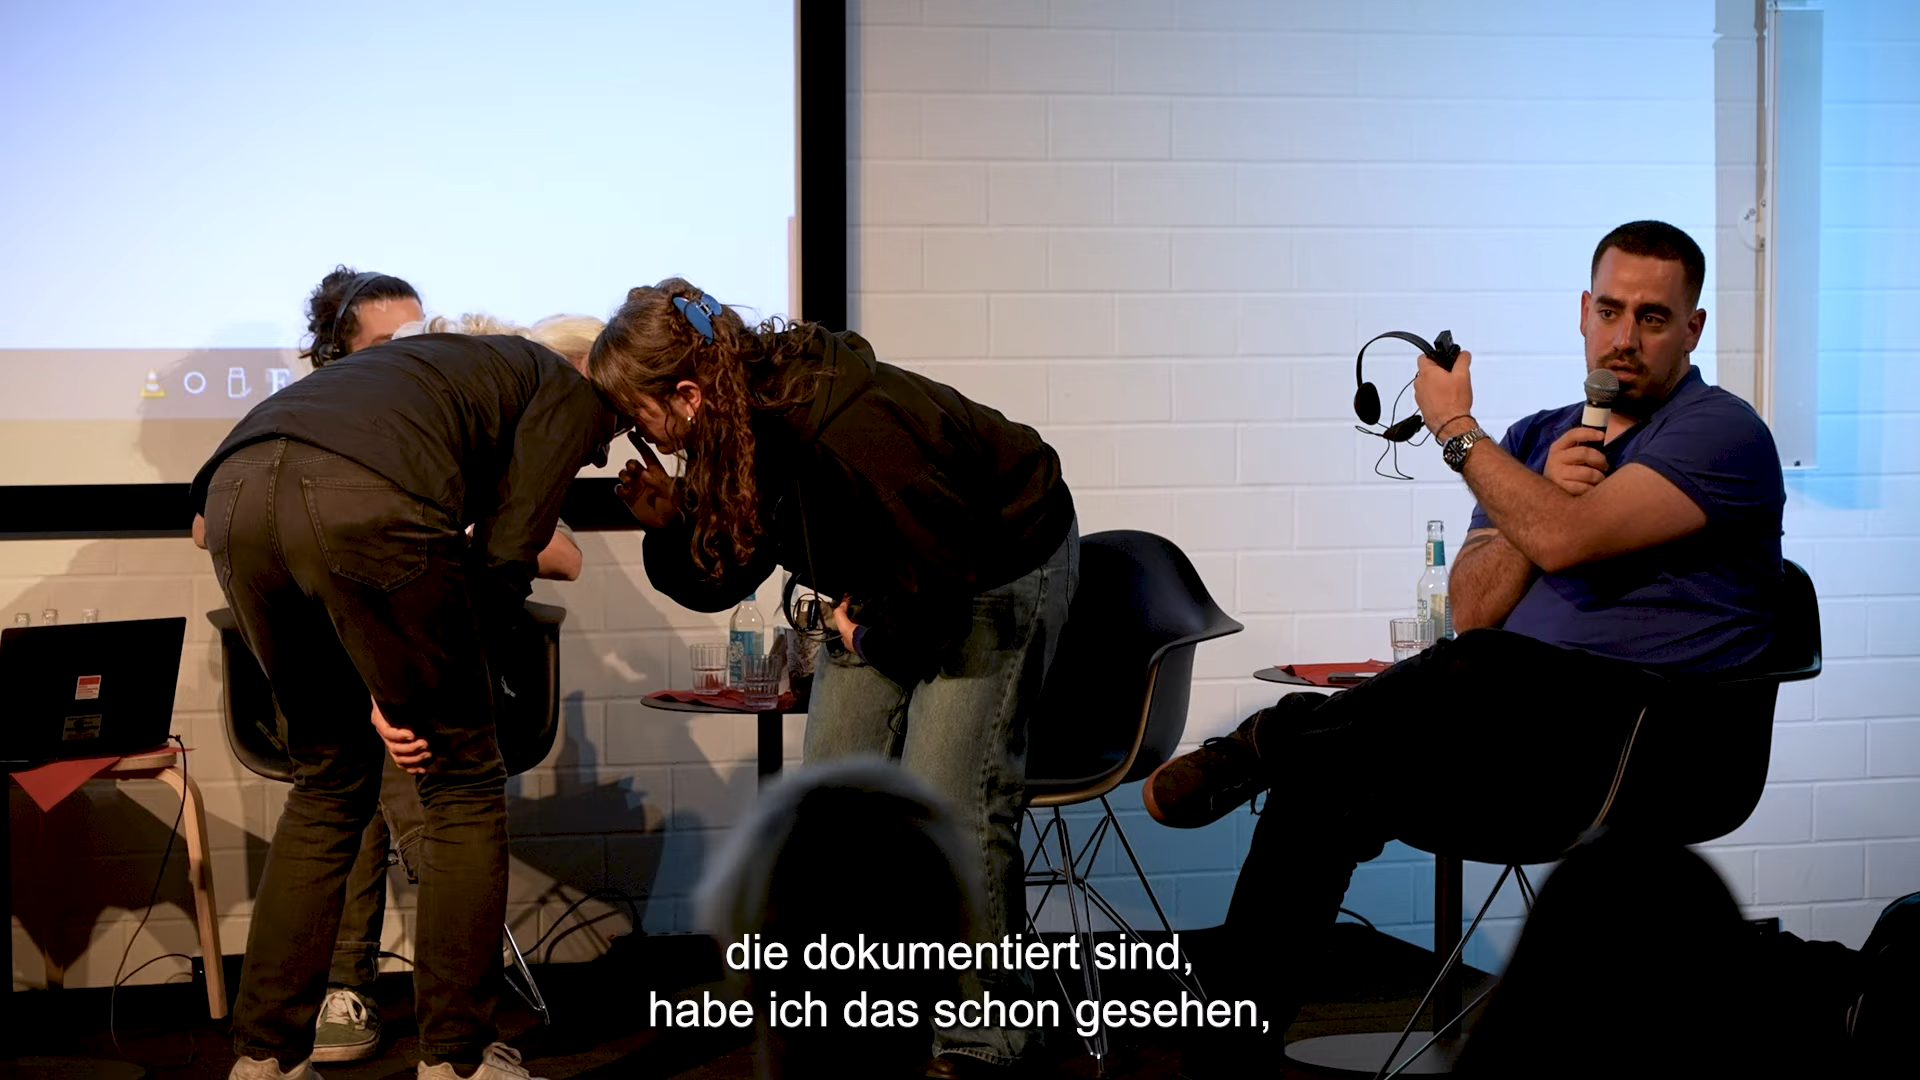 die dokumentiert sind,
habe ich das schon gesehen,